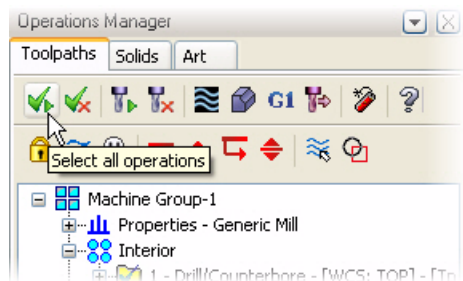 Operations Manager
Toolpaths Solids Art
G1
Select all operations
Machine Group-1
Properties - Generic Mill
Interior
1 - Drill/Counterbore - [WCS: TOP] - [Tp